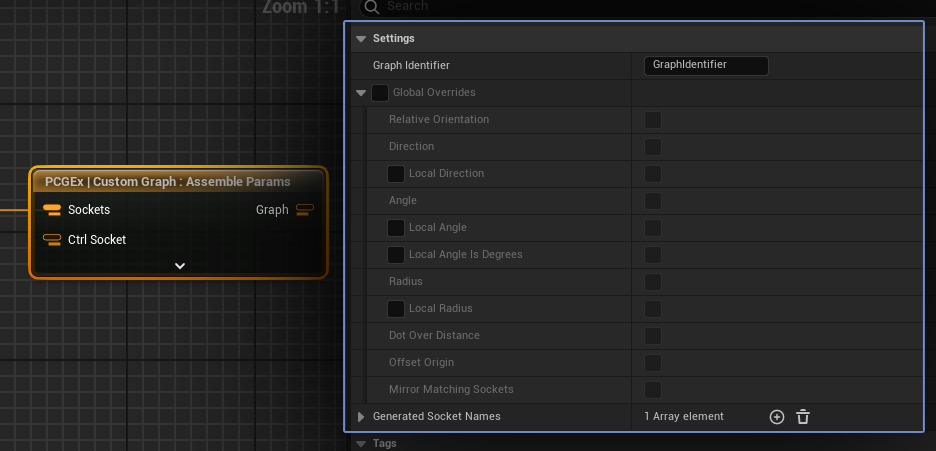 Zoom 1:1
Search
Settings
Graph Identifier GraphIdentifier
Global Overrides
Relative Orientation
Direction
Local Direction
Angle
Local Angle
Local Angle Is Degrees
Radius
Local Radius
Dot Over Distance
Offset Origin
Mirror Matching Sockets
Generated Socket Names 1 Array element
Tags
PCGEx | Custom Graph : Assemble Params
Sockets Graph
Ctrl Socket